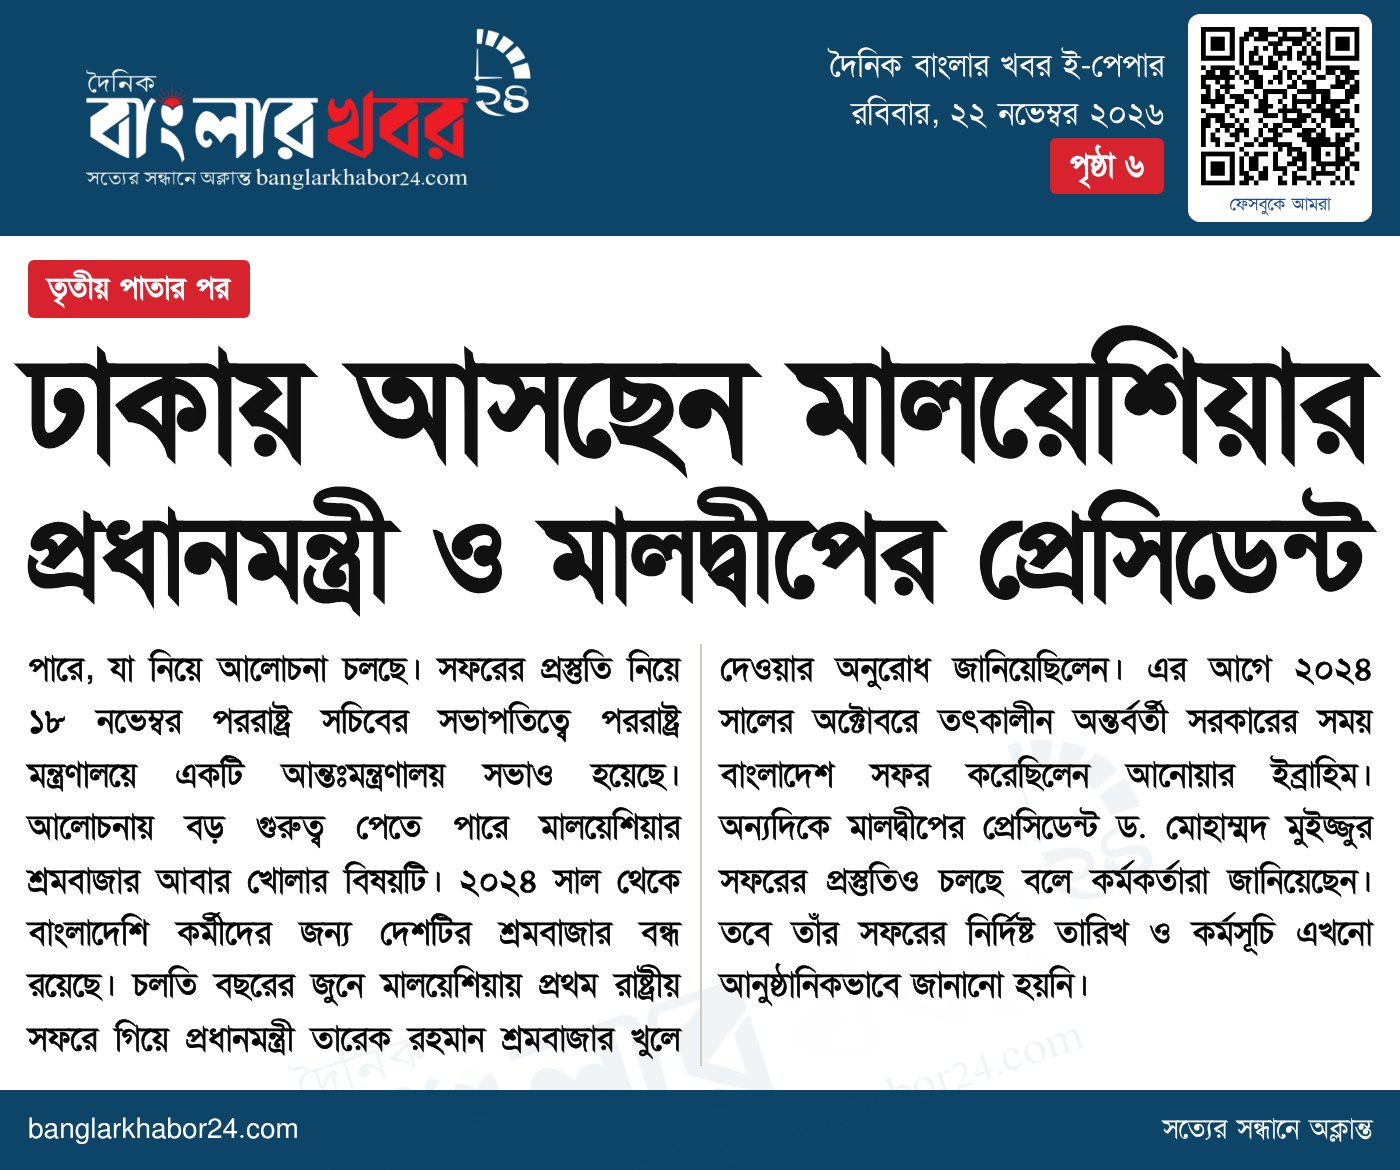 দৈনিক
বাংলার খবর ২৪
সত্যের সন্ধানে অক্লান্ত banglarkhabor24.com
দৈনিক বাংলার খবর ই-পেপার
রবিবার, ২২ নভেম্বর ২০২৬
পৃষ্ঠা ৬
ফেসবুকে আমরা
তৃতীয় পাতার পর
ঢাকায় আসছেন মালয়েশিয়ার
প্রধানমন্ত্রী ও মালদ্বীপের প্রেসিডেন্ট
পারে, যা নিয়ে আলোচনা চলছে। সফরের প্রস্তুতি নিয়ে
১৮ নভেম্বর পররাষ্ট্র সচিবের সভাপতিত্বে পররাষ্ট্র
মন্ত্রণালয়ে একটি আন্তঃমন্ত্রণালয় সভাও হয়েছে।
আলোচনায় বড় গুরুত্ব পেতে পারে মালয়েশিয়ার
শ্রমবাজার আবার খোলার বিষয়টি। ২০২৪ সাল থেকে
বাংলাদেশি কর্মীদের জন্য দেশটির শ্রমবাজার বন্ধ
রয়েছে। চলতি বছরের জুনে মালয়েশিয়ায় প্রথম রাষ্ট্রীয়
সফরে গিয়ে প্রধানমন্ত্রী তারেক রহমান শ্রমবাজার খুলে
দেওয়ার অনুরোধ জানিয়েছিলেন। এর আগে ২০২৪
সালের অক্টোবরে তৎকালীন অন্তর্বর্তী সরকারের সময়
বাংলাদেশ সফর করেছিলেন আনোয়ার ইব্রাহিম।
অন্যদিকে মালদ্বীপের প্রেসিডেন্ট ড. মোহাম্মদ মুইজ্জুর
সফরের প্রস্তুতিও চলছে বলে কর্মকর্তারা জানিয়েছেন।
তবে তাঁর সফরের নির্দিষ্ট তারিখ ও কর্মসূচি এখনো
আনুষ্ঠানিকভাবে জানানো হয়নি।
banglarkhabor24.com
সত্যের সন্ধানে অক্লান্ত